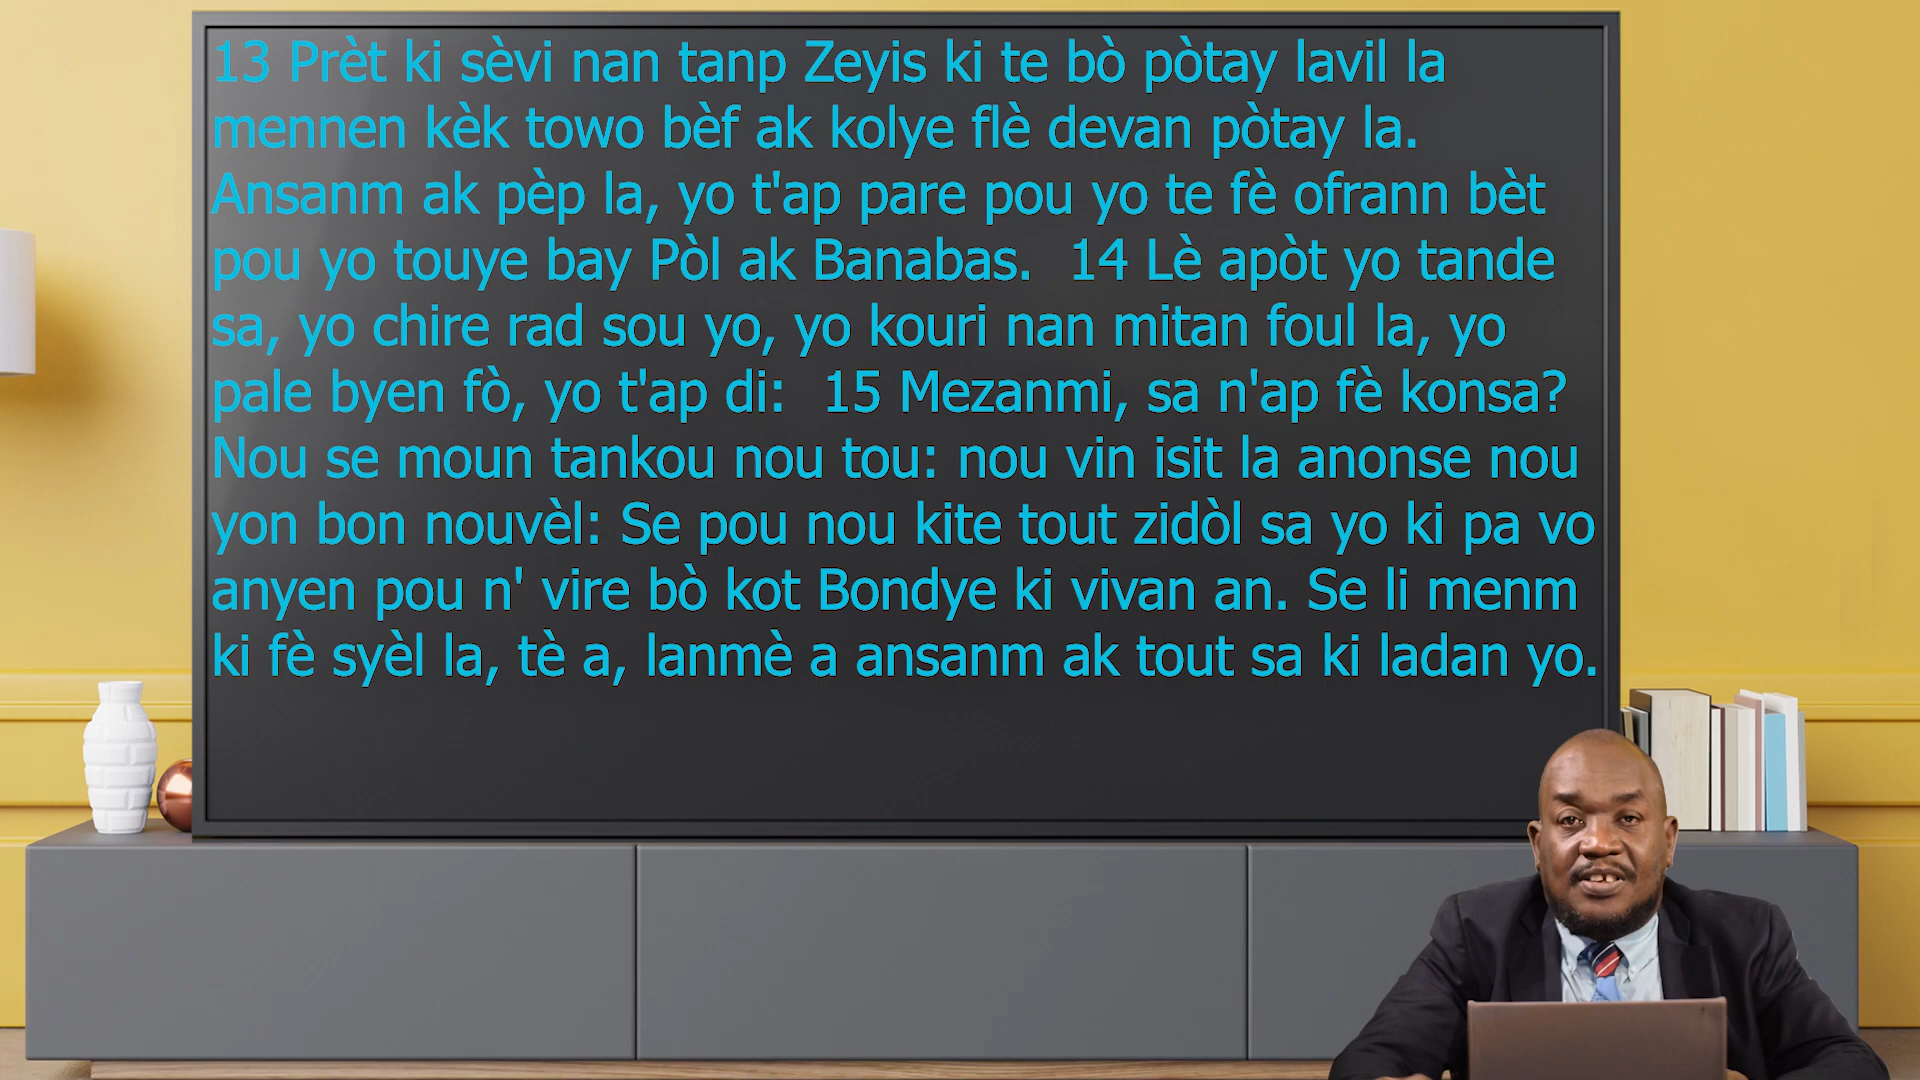 13 Prèt ki sèvi nan tanp Zeyis ki te bò pòtay lavil la
mennen kèk towo bèf ak kolye flè devan pòtay la.
Ansanm ak pèp la, yo t'ap pare pou yo te fè ofrann bèt
pou yo touye bay Pòl ak Banabas.  14 Lè apòt yo tande
sa, yo chire rad sou yo, yo kouri nan mitan foul la, yo
pale byen fò, yo t'ap di:  15 Mezanmi, sa n'ap fè konsa?
Nou se moun tankou nou tou: nou vin isit la anonse nou
yon bon nouvèl: Se pou nou kite tout zidòl sa yo ki pa vo
anyen pou n' vire bò kot Bondye ki vivan an. Se li menm
ki fè syèl la, tè a, lanmè a ansanm ak tout sa ki ladan yo.